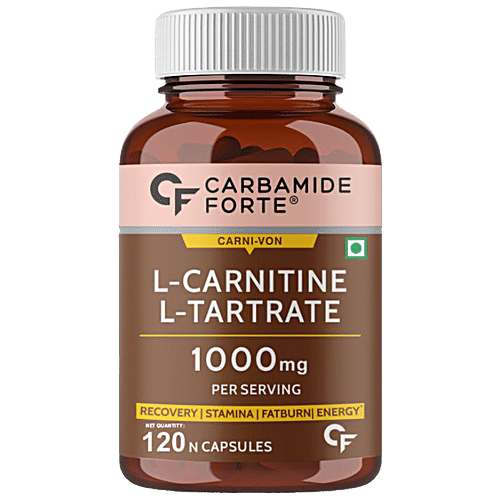 CF CARBAMIDE
FORTE®
CARNI-VON
L-CARNITINE
L-TARTRATE
1000mg
PER SERVING
RECOVERY | STAMINA | FATBURN | ENERGY*
NET QUANTITY:
120 N CAPSULES
CF